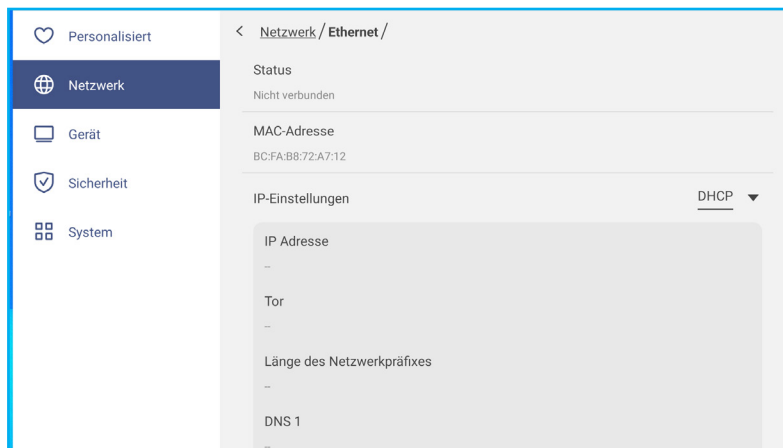 Personalisiert
Netzwerk
Gerät
Sicherheit
System
< Netzwerk / Ethernet /
Status
Nicht verbunden
MAC-Adresse
BC:FA:B8:72:A7:12
IP-Einstellungen
DHCP
IP Adresse
--
Tor
--
Länge des Netzwerkpräfixes
--
DNS 1
--